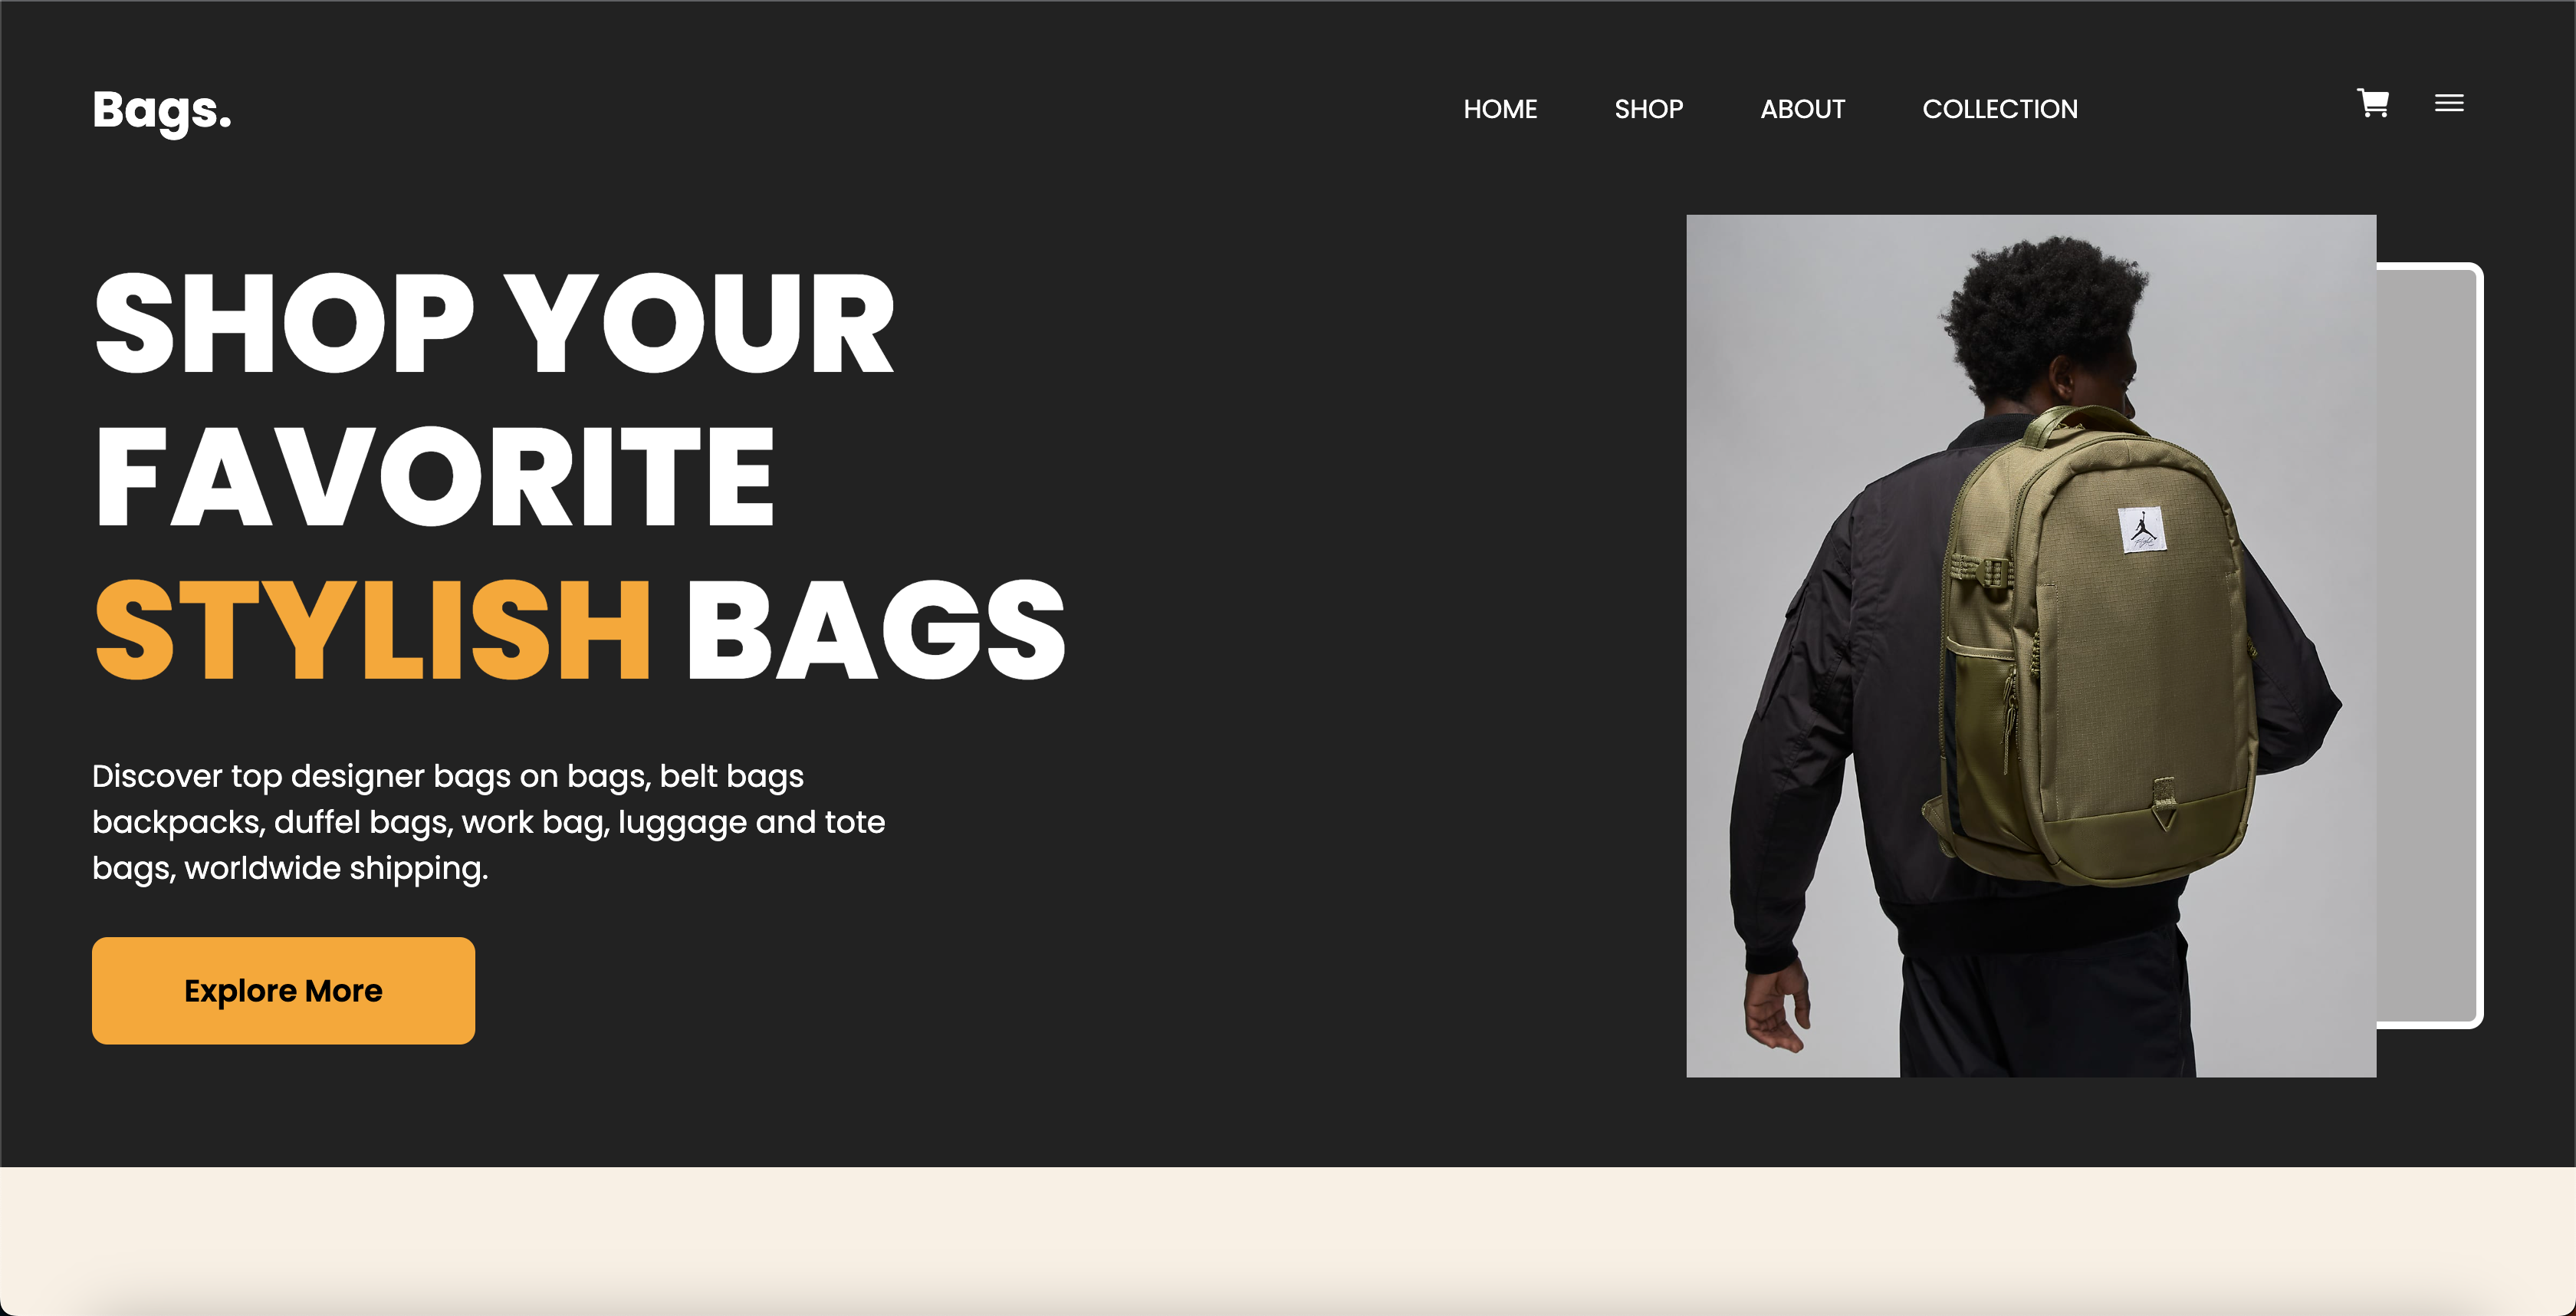 Bags.
HOME SHOP ABOUT COLLECTION
SHOP YOUR
FAVORITE
STYLISH BAGS
Discover top designer bags on bags, belt bags
backpacks, duffel bags, work bag, luggage and tote
bags, worldwide shipping.
Explore More
Flight